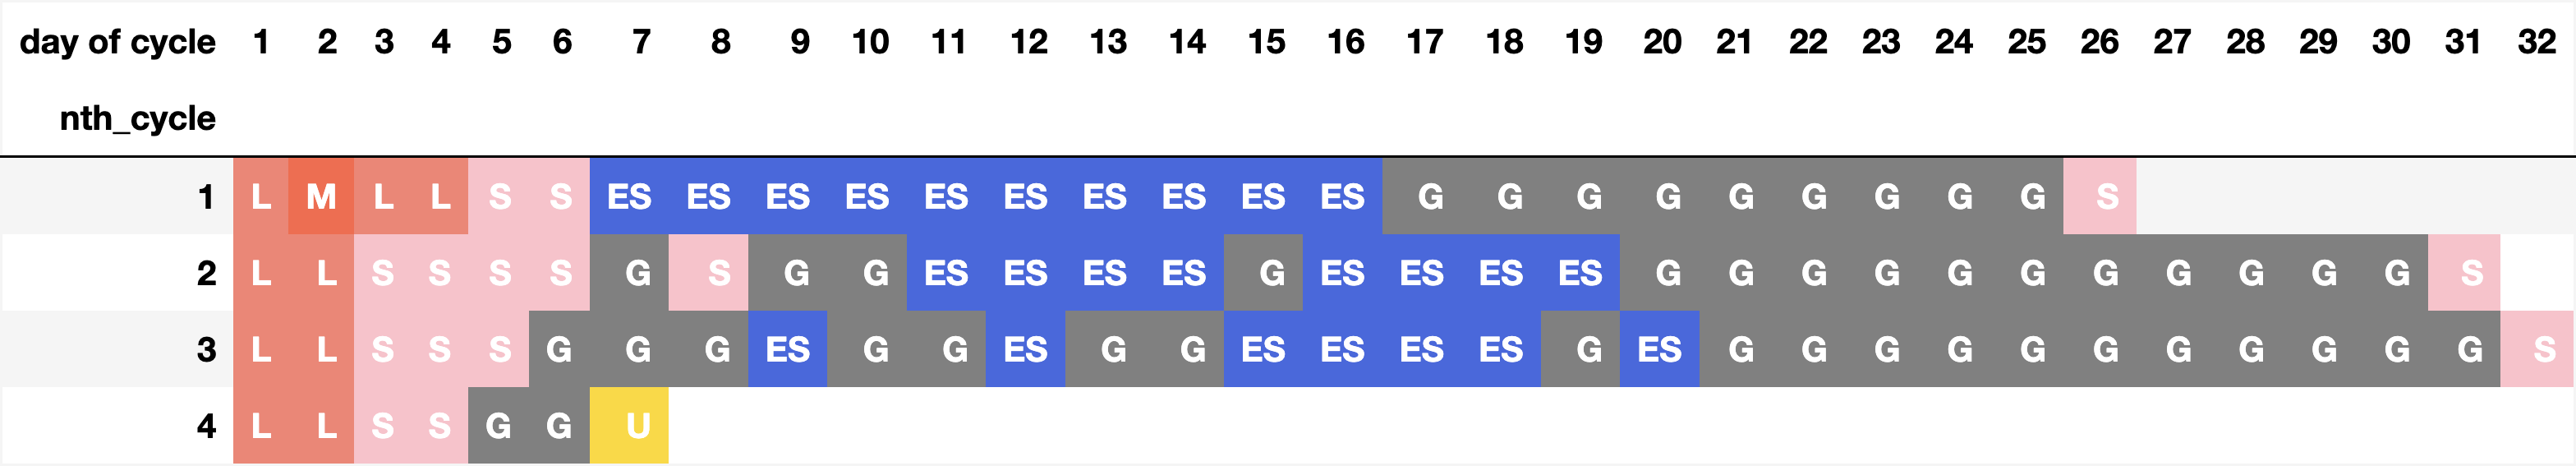 day of cycle 1 2 3 4 5 6 7 8 9 10 11 12 13 14 15 16 17 18 19 20 21 22 23 24 25 26 27 28 29 30 31 32
nth_cycle
1 L M L L S S ES ES ES ES ES ES ES ES ES ES G G G G G G G G G S
2 L L S S S S G S G G ES ES ES ES G ES ES ES ES G G G G G G G G G G G S
3 L L S S S G G G ES G G ES G G ES ES ES ES G ES G G G G G G G G G G G S
4 L L S S G G U